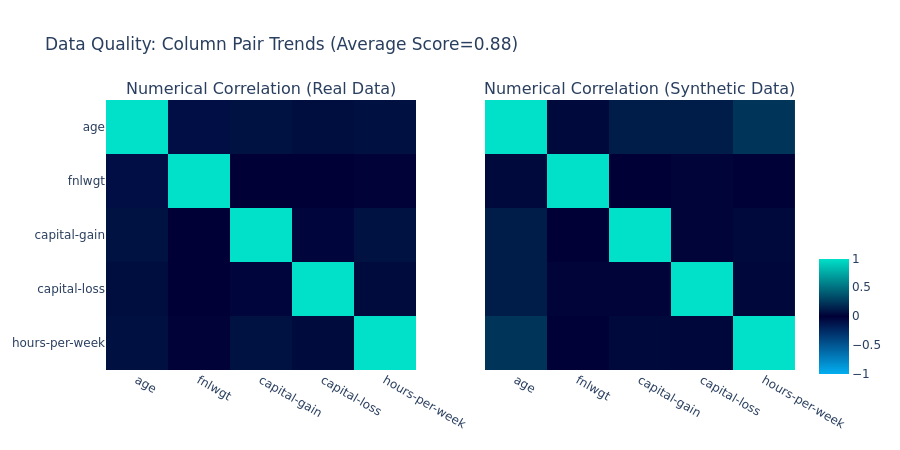 Data Quality: Column Pair Trends (Average Score=0.88)
Numerical Correlation (Real Data)
Numerical Correlation (Synthetic Data)
age
fnlwgt
capital-gain
capital-loss
hours-per-week
age
fnlwgt
capital-gain
capital-loss
hours-per-week
age
fnlwgt
capital-gain
capital-loss
hours-per-week
1
0.5
0
−0.5
−1